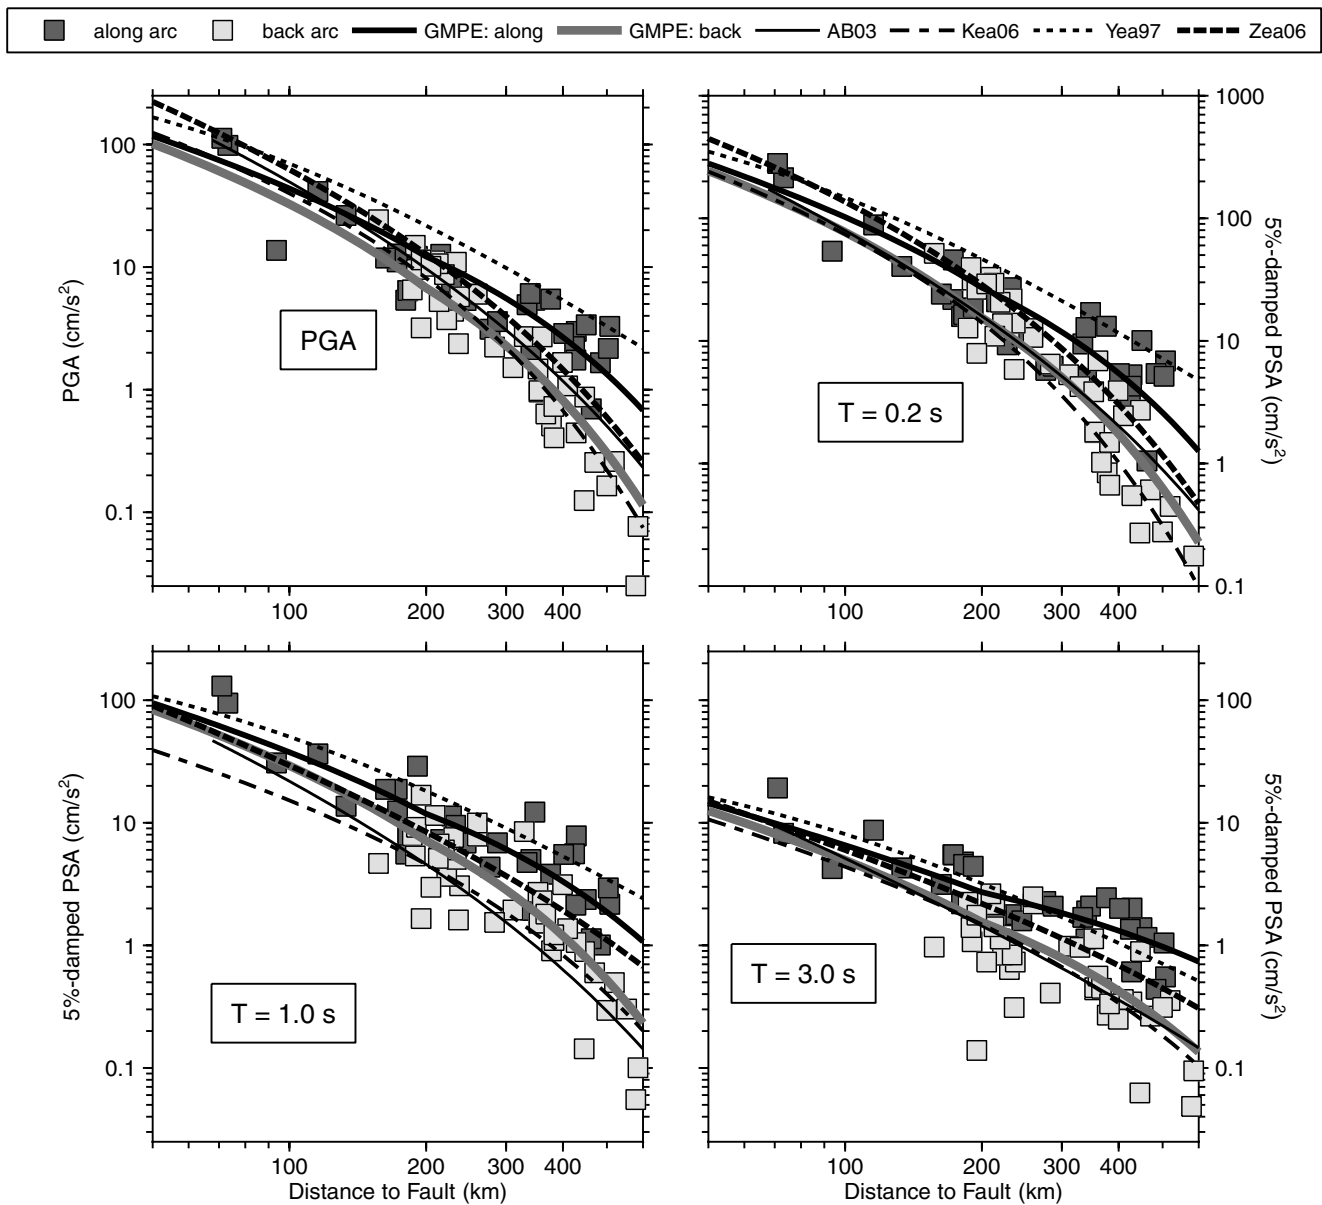 along arc back arc GMPE: along GMPE: back AB03 Kea06 Yea97 Zea06
100
10
1
0.1
PGA (cm/s²)
PGA
100 200 300 400
1000
100
10
1
0.1
5%-damped PSA (cm/s²)
T = 0.2 s
100 200 300 400
100
10
1
0.1
5%-damped PSA (cm/s²)
T = 1.0 s
100 200 300 400
Distance to Fault (km)
100
10
1
0.1
5%-damped PSA (cm/s²)
T = 3.0 s
100 200 300 400
Distance to Fault (km)